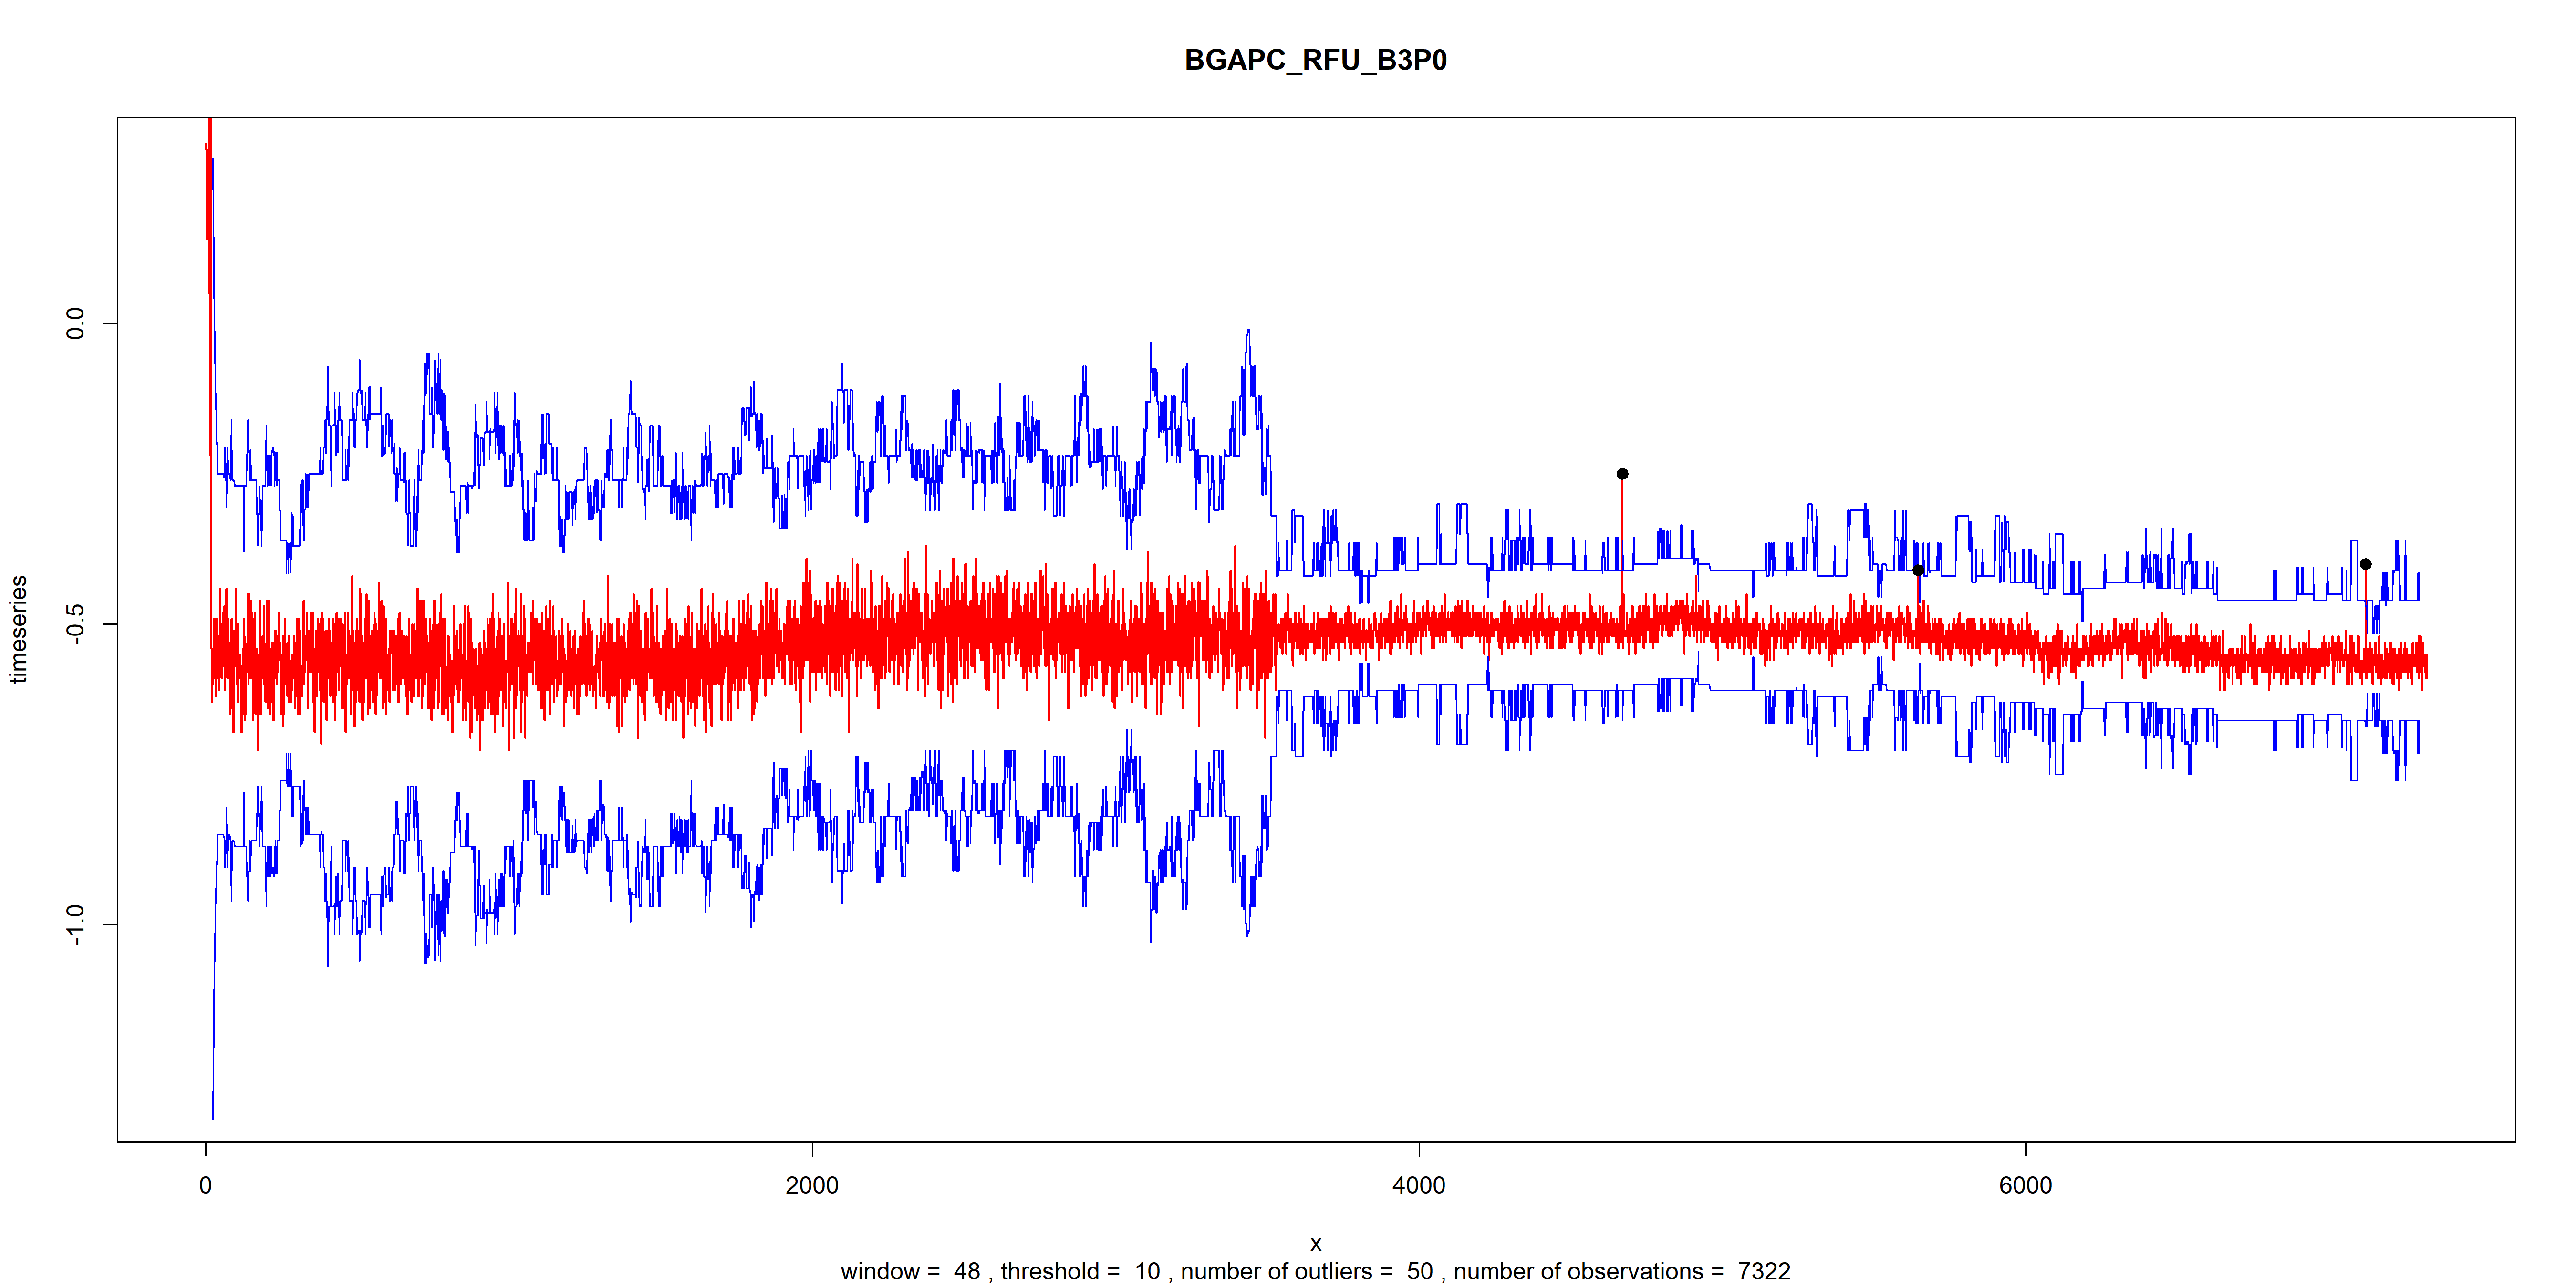 BGAPC_RFU_B3P0
timeseries
0.0
-0.5
-1.0
0
2000
4000
6000
x
window = 48 , threshold = 10 , number of outliers = 50 , number of observations = 7322